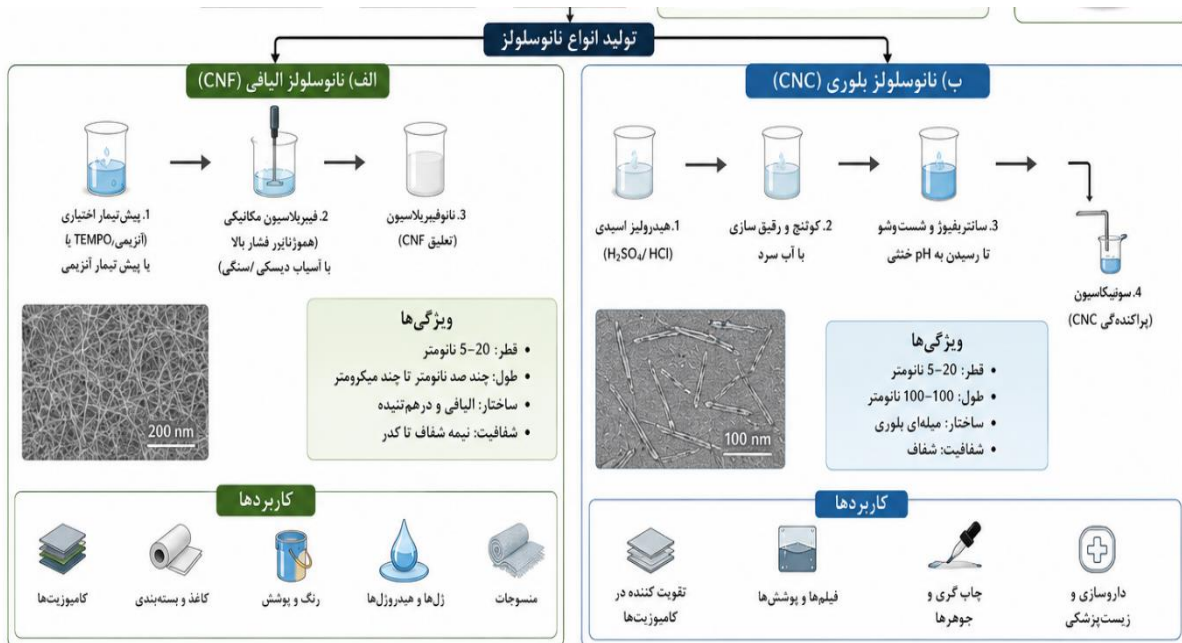 تولید انواع نانوسلولز
الف) نانوسلولز الیافی (CNF)
1. پیش‌تیمار اختیاری
(آنزیمی، TEMPO یا
یا پیش تیمار آنزیمی
2. فیبریلاسیون مکانیکی
(هموژنایزر فشار بالا
با آسیاب دیسکی /سنگی)
3. نانوفیبریلاسیون
(تعلیق CNF)
200 nm
ویژگی‌ها
• قطر: 20–5 نانومتر
• طول: چند صد نانومتر تا چند میکرومتر
• ساختار: الیافی و درهم‌تنیده
• شفافیت: نیمه شفاف تا کدر
کاربردها
کامپوزیت‌ها
کاغذ و بسته‌بندی
رنگ و پوشش
ژل‌ها و هیدروژل‌ها
منسوجات
ب) نانوسلولز بلوری (CNC)
1. هیدرولیز اسیدی
(H₂SO₄/ HCl)
2. کوئنچ و رقیق سازی
با آب سرد
3. سانتریفیوژ و شست‌وشو
تا رسیدن به pH خنثی
4. سونیکاسیون
(پراکنده‌گی CNC)
100 nm
ویژگی‌ها
• قطر: 20–5 نانومتر
• طول: 100–100 نانومتر
• ساختار: میله‌ای بلوری
• شفافیت: شفاف
کاربردها
تقویت کننده در
کامپوزیت‌ها
فیلم‌ها و پوشش‌ها
چاپ گری و
جوهرها
داروسازی و
زیست‌پزشکی